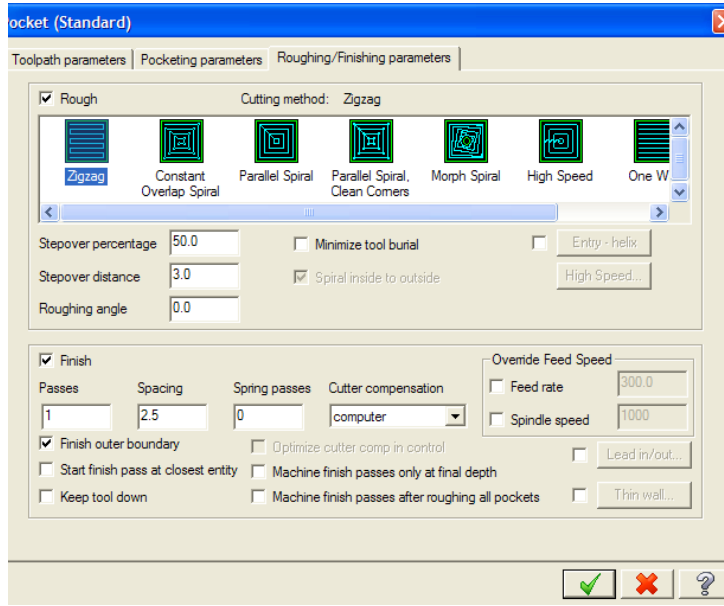 ocket (Standard)
Toolpath parameters Pocketing parameters Roughing/Finishing parameters
Rough Cutting method: Zigzag
Zigzag Constant Overlap Spiral Parallel Spiral Parallel Spiral, Clean Corners Morph Spiral High Speed One W
Stepover percentage 50.0 Minimize tool burial Entry - helix
Stepover distance 3.0 Spiral inside to outside High Speed...
Roughing angle 0.0
Finish Override Feed Speed
Passes Spacing Spring passes Cutter compensation Feed rate 300.0
1 2.5 0 computer Spindle speed 1000
Finish outer boundary Optimize cutter comp in control Lead in/out...
Start finish pass at closest entity Machine finish passes only at final depth
Keep tool down Machine finish passes after roughing all pockets Thin wall...